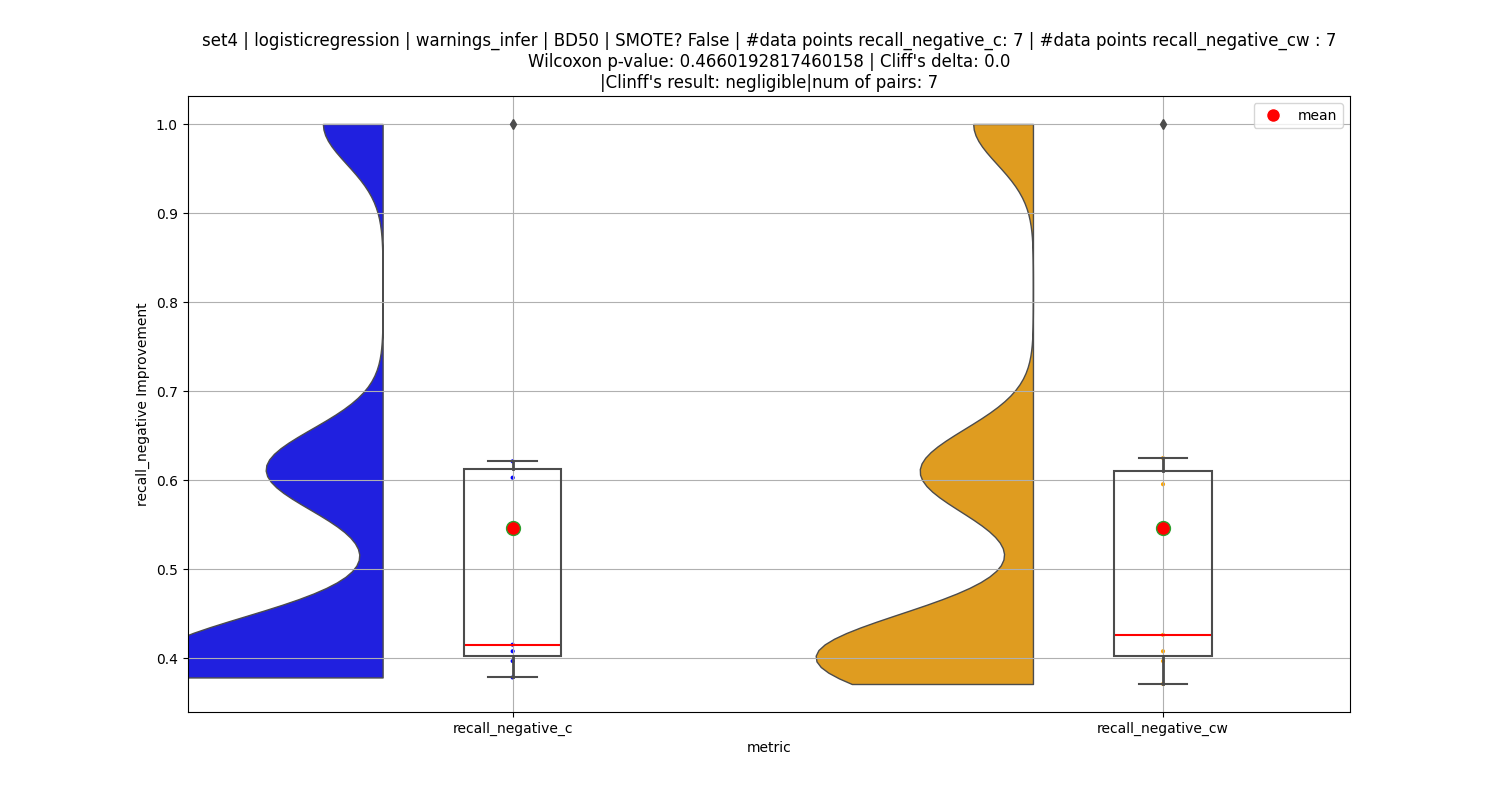 set4 | logisticregression | warnings_infer | BD50 | SMOTE? False | #data points recall_negative_c: 7 | #data points recall_negative_cw : 7
Wilcoxon p-value: 0.4660192817460158 | Cliff's delta: 0.0
|Clinff's result: negligible|num of pairs: 7
mean
1.0
0.9
0.8
0.7
0.6
0.5
0.4
recall_negative Improvement
recall_negative_c
recall_negative_cw
metric